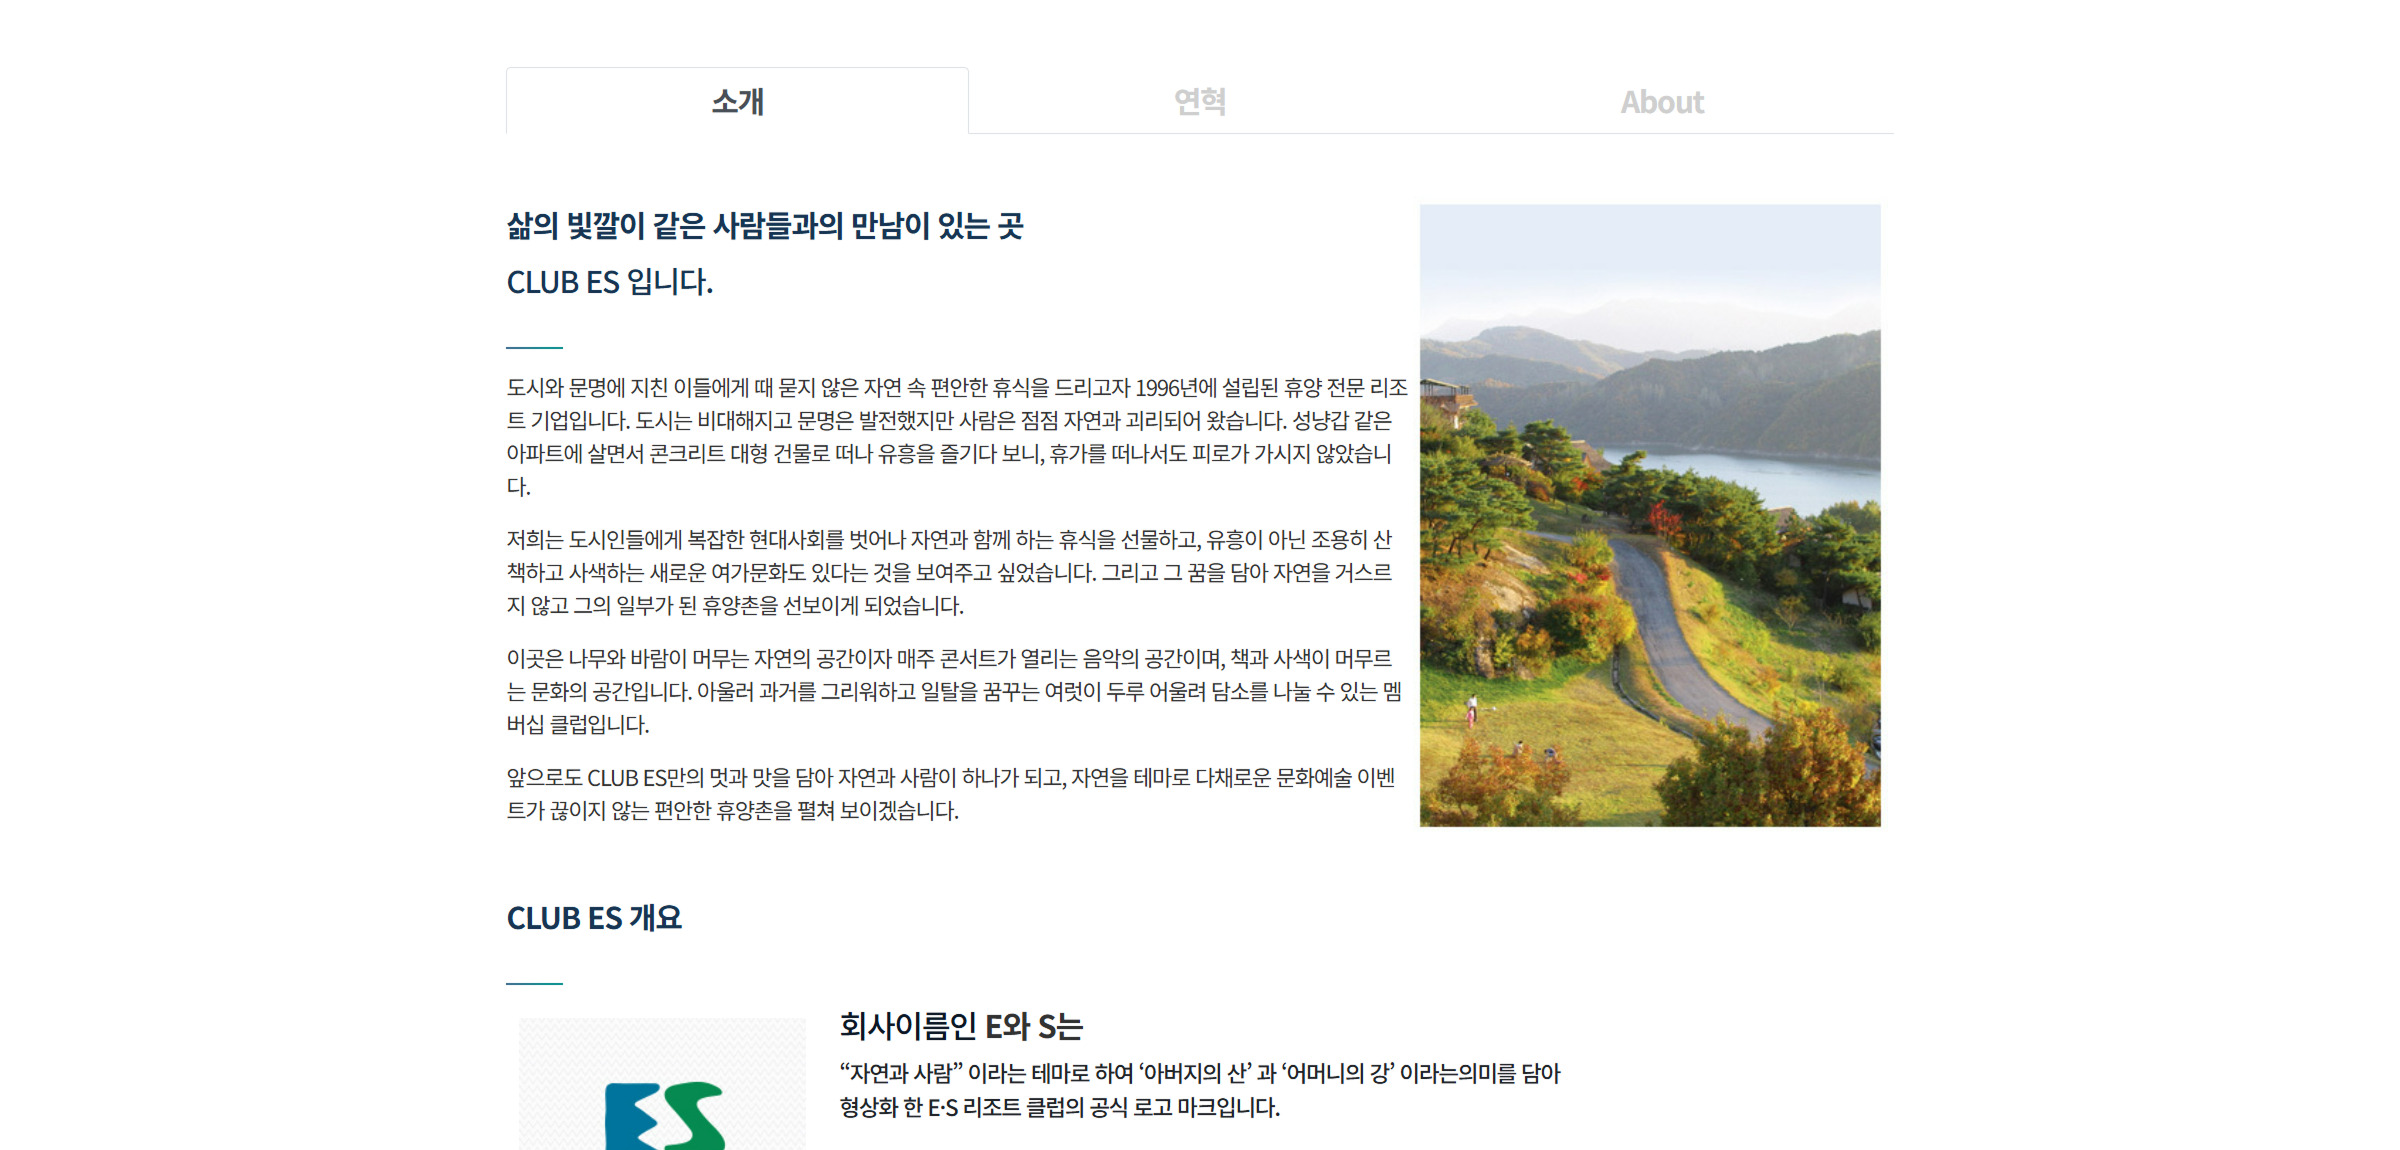 소개
연혁
About
삶의 빛깔이 같은 사람들과의 만남이 있는 곳
CLUB ES 입니다.
도시와 문명에 지친 이들에게 때 묻지 않은 자연 속 편안한 휴식을 드리고자 1996년에 설립된 휴양 전문 리조
트 기업입니다. 도시는 비대해지고 문명은 발전했지만 사람은 점점 자연과 괴리되어 왔습니다. 성냥갑 같은
아파트에 살면서 콘크리트 대형 건물로 떠나 유흥을 즐기다 보니, 휴가를 떠나서도 피로가 가시지 않았습니
다.
저희는 도시인들에게 복잡한 현대사회를 벗어나 자연과 함께 하는 휴식을 선물하고, 유흥이 아닌 조용히 산
책하고 사색하는 새로운 여가문화도 있다는 것을 보여주고 싶었습니다. 그리고 그 꿈을 담아 자연을 거스르
지 않고 그의 일부가 된 휴양촌을 선보이게 되었습니다.
이곳은 나무와 바람이 머무는 자연의 공간이자 매주 콘서트가 열리는 음악의 공간이며, 책과 사색이 머무르
는 문화의 공간입니다. 아울러 과거를 그리워하고 일탈을 꿈꾸는 여럿이 두루 어울려 담소를 나눌 수 있는 멤
버십 클럽입니다.
앞으로도 CLUB ES만의 멋과 맛을 담아 자연과 사람이 하나가 되고, 자연을 테마로 다채로운 문화예술 이벤
트가 끊이지 않는 편안한 휴양촌을 펼쳐 보이겠습니다.
CLUB ES 개요
회사이름인 E와 S는
“자연과 사람” 이라는 테마로 하여 ‘아버지의 산’ 과 ‘어머니의 강’ 이라는의미를 담아
형상화 한 E·S 리조트 클럽의 공식 로고 마크입니다.
ES